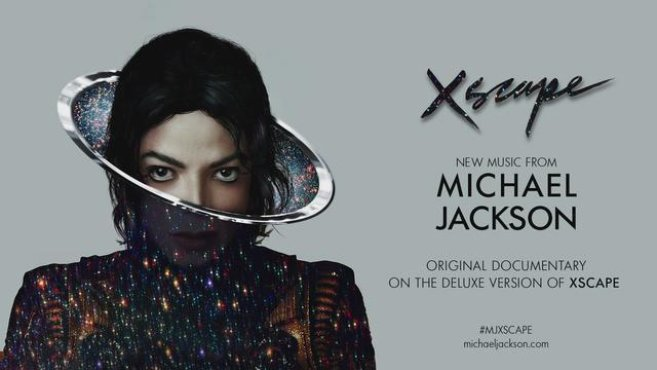 Xscape
NEW MUSIC FROM
MICHAEL
JACKSON
ORIGINAL DOCUMENTARY
ON THE DELUXE VERSION OF XSCAPE
#MJXSCAPE
michaeljackson.com